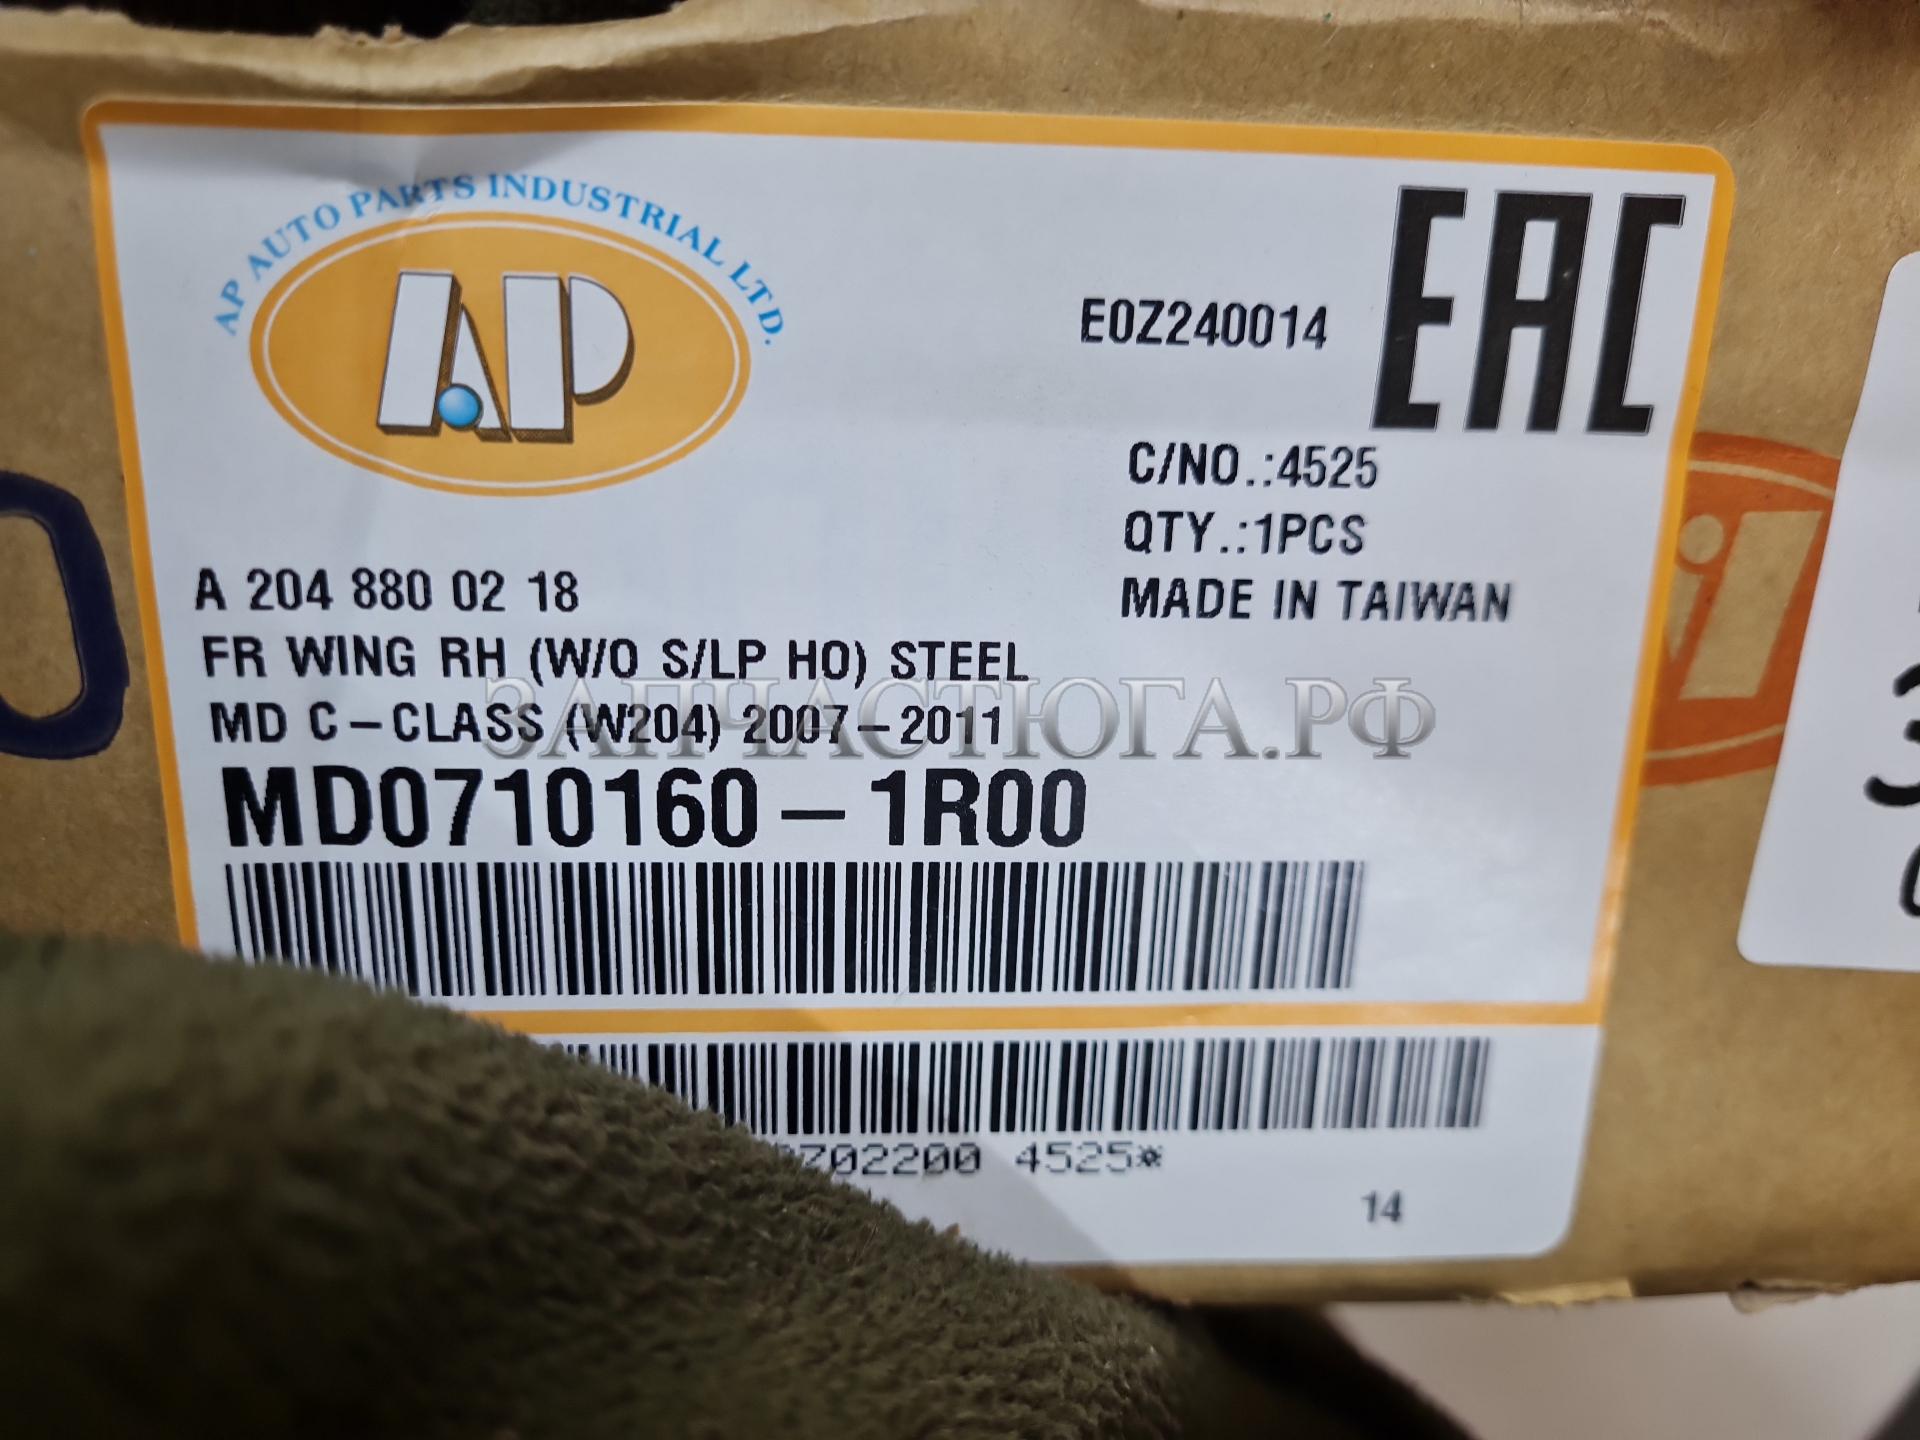 AP AUTO PARTS INDUSTRIAL LTD.
AP
EAC
E0Z240014
C/NO.:4525
QTY.:1PCS
MADE IN TAIWAN
A 204 880 02 18
FR WING RH (W/O S/LP HO) STEEL
MD C-CLASS (W204) 2007-2011
ЗАПЧАСТЮГА.РФ
MD0710160-1R00
4525*
14